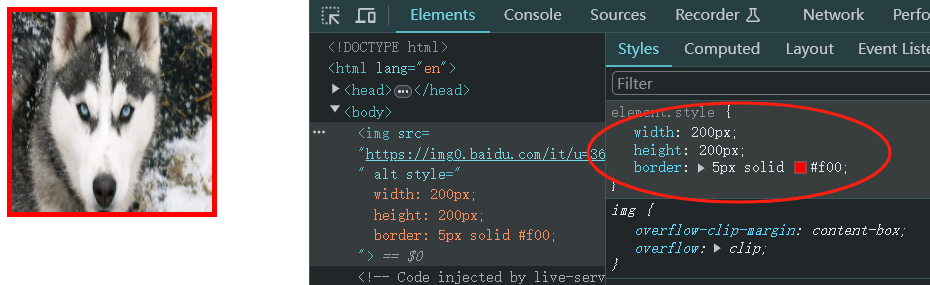 Elements Console Sources Recorder Network Perfo
<!DOCTYPE html>
<html lang="en">
<head> </head>
<body>
<img src=
"https://img0.baidu.com/it/u=36
" alt style="
width: 200px;
height: 200px;
border: 5px solid #f00;
"> == $0
<!-- Code injected by live-serv
Styles Computed Layout Event Liste
Filter
element.style {
width: 200px;
height: 200px;
border: 5px solid #f00;
}
img {
overflow-clip-margin: content-box;
overflow: clip;
}